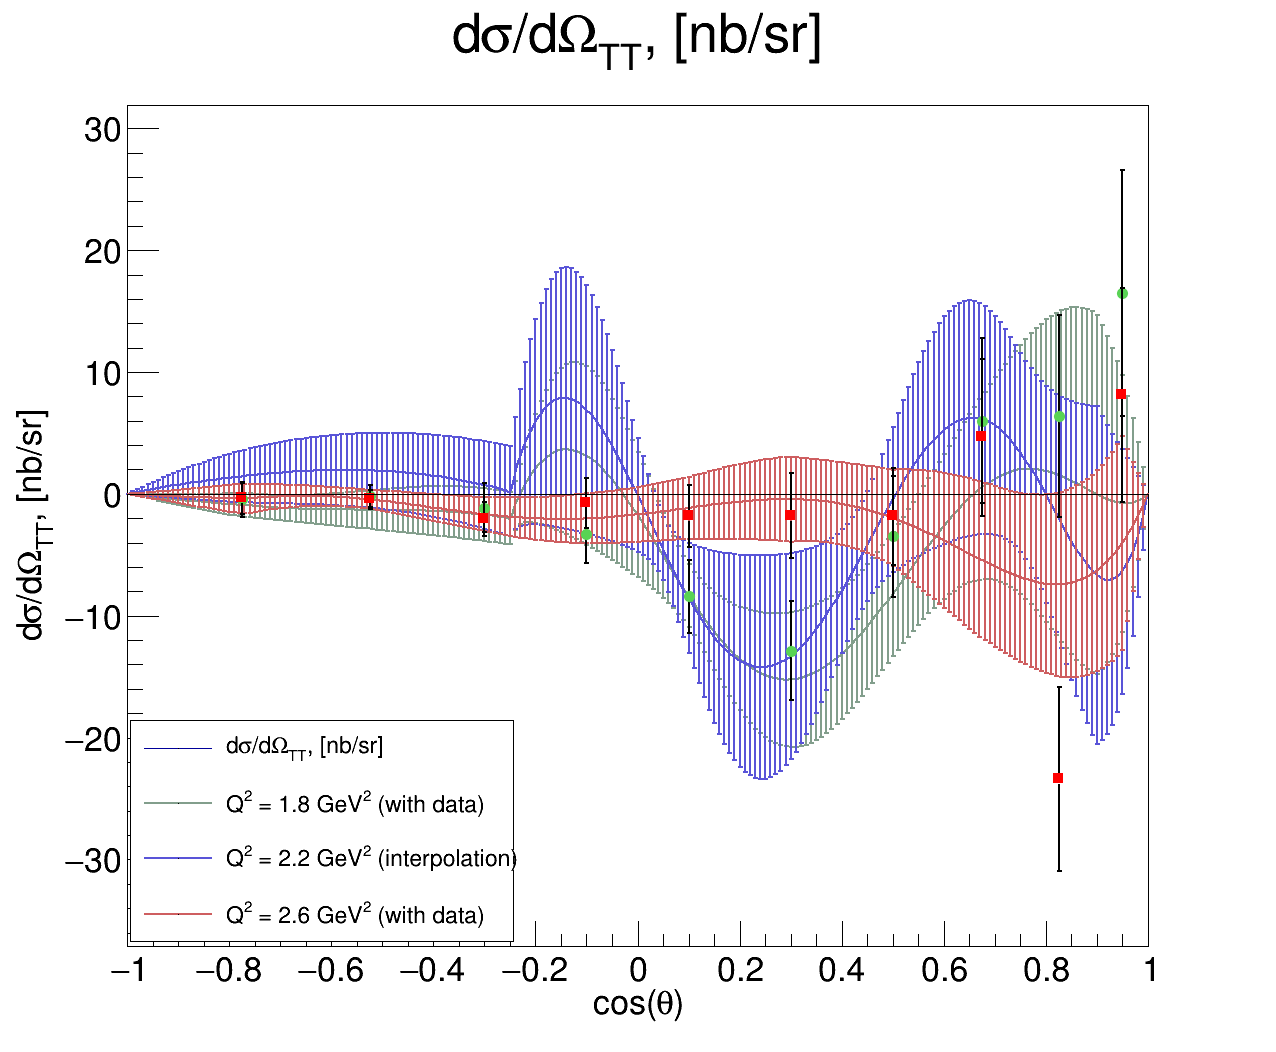 dσ/dΩTT, [nb/sr]
dσ/dΩTT, [nb/sr]
30
20
10
0
−10
−20
−30
dσ/dΩTT, [nb/sr]
Q² = 1.8 GeV² (with data)
Q² = 2.2 GeV² (interpolation)
Q² = 2.6 GeV² (with data)
−1 −0.8 −0.6 −0.4 −0.2 0 0.2 0.4 0.6 0.8 1
cos(θ)